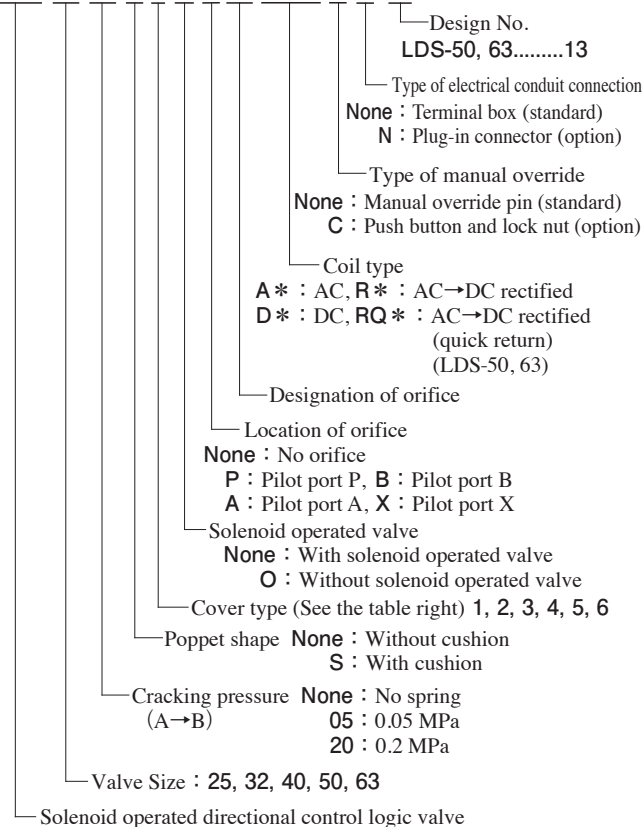 Design No.
LDS-50, 63.........13
Type of electrical conduit connection
None : Terminal box (standard)
N : Plug-in connector (option)
Type of manual override
None : Manual override pin (standard)
C : Push button and lock nut (option)
Coil type
A* : AC, R* : AC→DC rectified
D* : DC, RQ* : AC→DC rectified
(quick return)
(LDS-50, 63)
Designation of orifice
Location of orifice
None : No orifice
P : Pilot port P, B : Pilot port B
A : Pilot port A, X : Pilot port X
Solenoid operated valve
None : With solenoid operated valve
O : Without solenoid operated valve
Cover type (See the table right) 1, 2, 3, 4, 5, 6
Poppet shape None : Without cushion
S : With cushion
Cracking pressure None : No spring
(A→B) 05 : 0.05 MPa
20 : 0.2 MPa
Valve Size : 25, 32, 40, 50, 63
Solenoid operated directional control logic valve